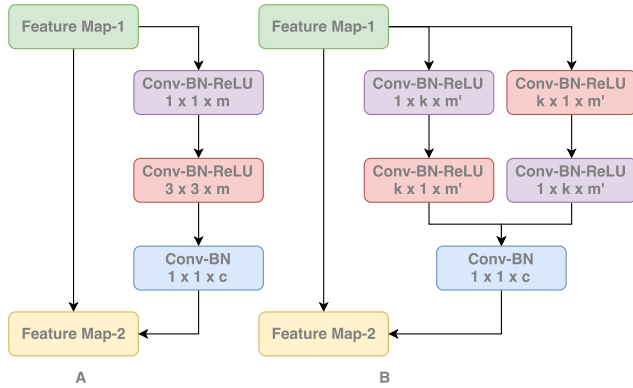 Feature Map-1
Conv-BN-ReLU
1 x 1 x m
Conv-BN-ReLU
3 x 3 x m
Conv-BN
1 x 1 x c
Feature Map-2
A
Feature Map-1
Conv-BN-ReLU
1 x k x m'
Conv-BN-ReLU
k x 1 x m'
Conv-BN-ReLU
k x 1 x m'
Conv-BN-ReLU
1 x k x m'
Conv-BN
1 x 1 x c
Feature Map-2
B